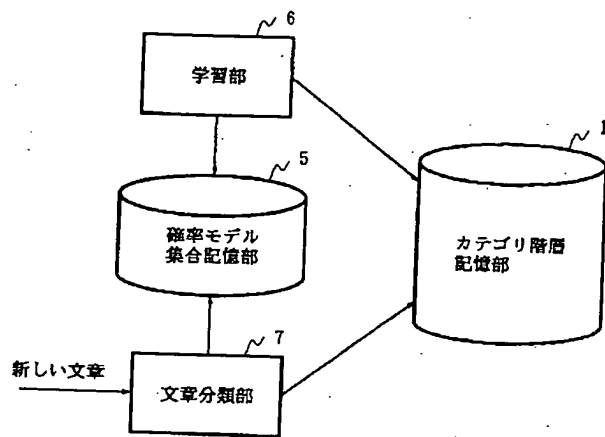 6
学習部
1
5
確率モデル
集合記憶部
カテゴリ階層
記憶部
7
新しい文章
文章分類部